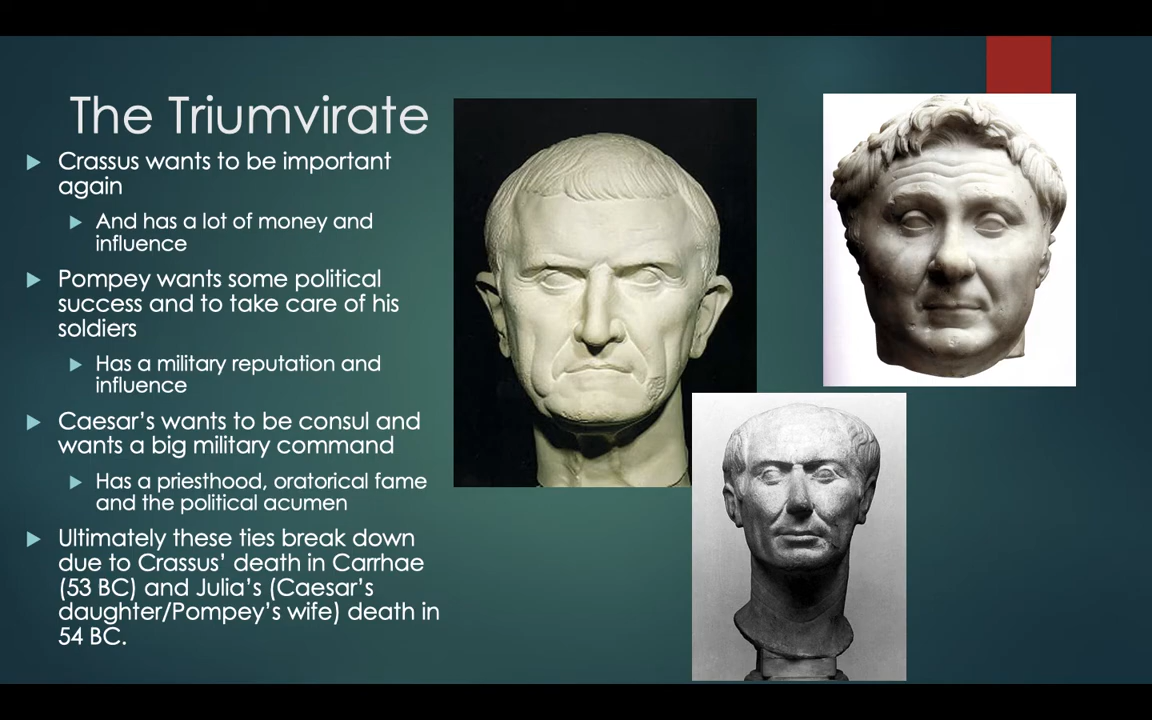 The Triumvirate
Crassus wants to be important
again
And has a lot of money and
influence
Pompey wants some political
success and to take care of his
soldiers
Has a military reputation and
influence
Caesar's wants to be consul and
wants a big military command
Has a priesthood, oratorical fame
and the political acumen
Ultimately these ties break down
due to Crassus' death in Carrhae
(53 BC) and Julia's (Caesar's
daughter/Pompey's wife) death in
54 BC.